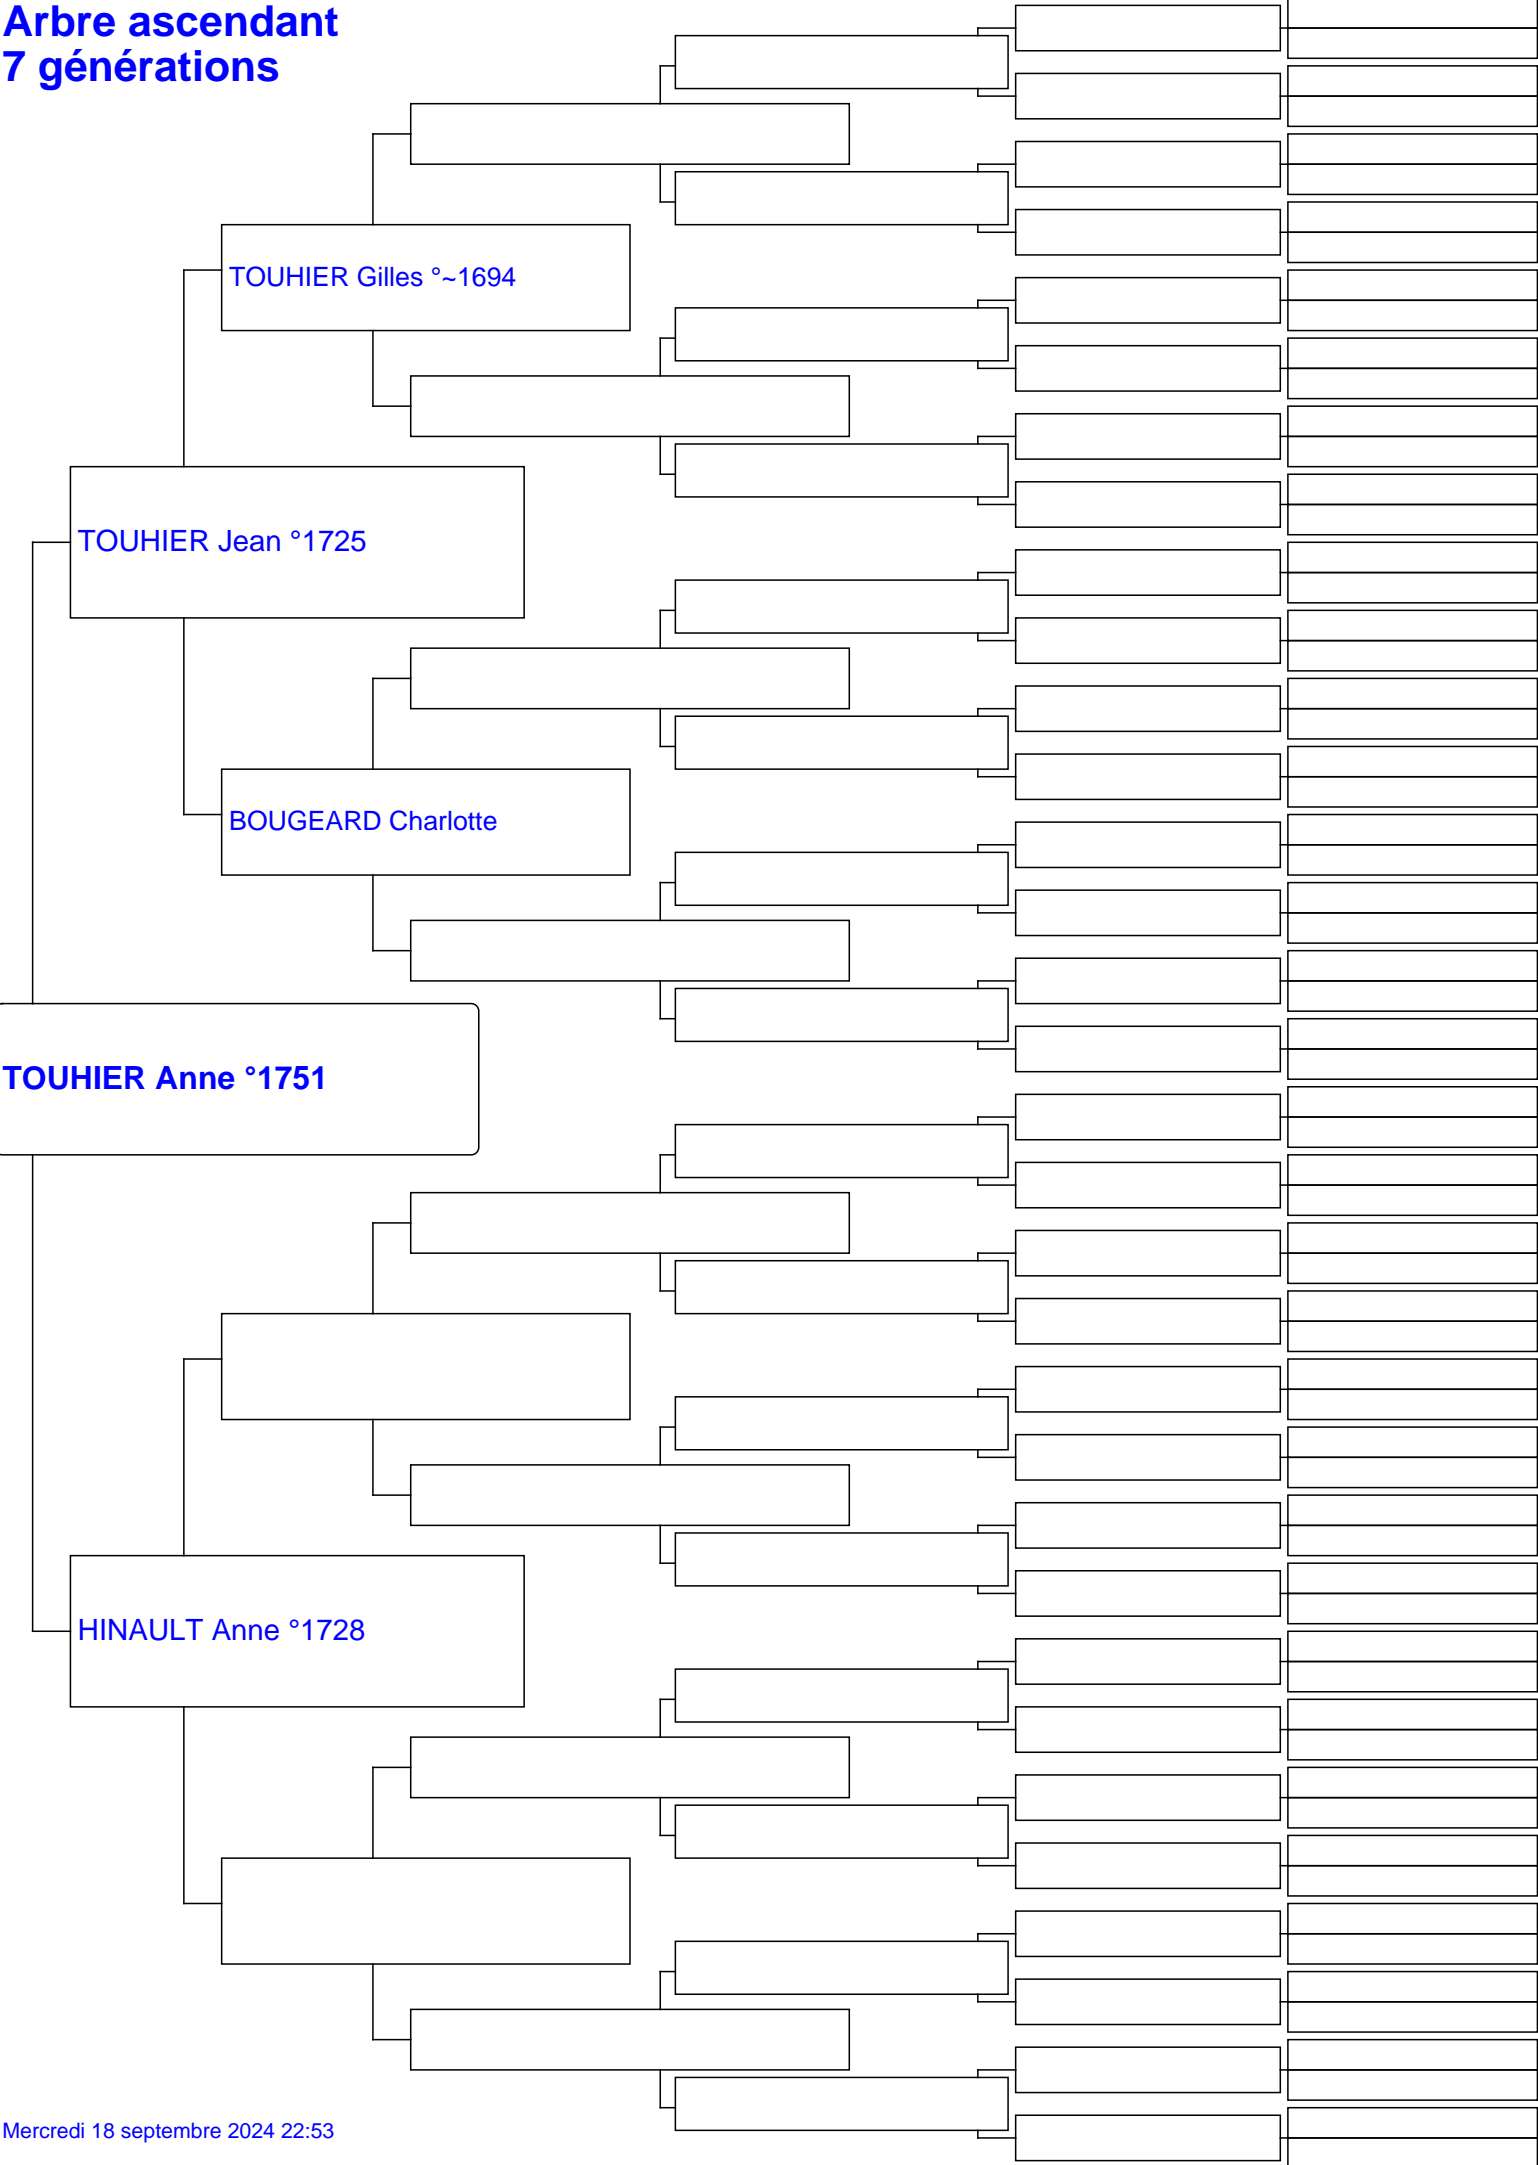 Arbre ascendant
7 générations
TOUHIER Gilles °~1694
TOUHIER Jean °1725
BOUGEARD Charlotte
TOUHIER Anne °1751
HINAULT Anne °1728
Mercredi 18 septembre 2024 22:53